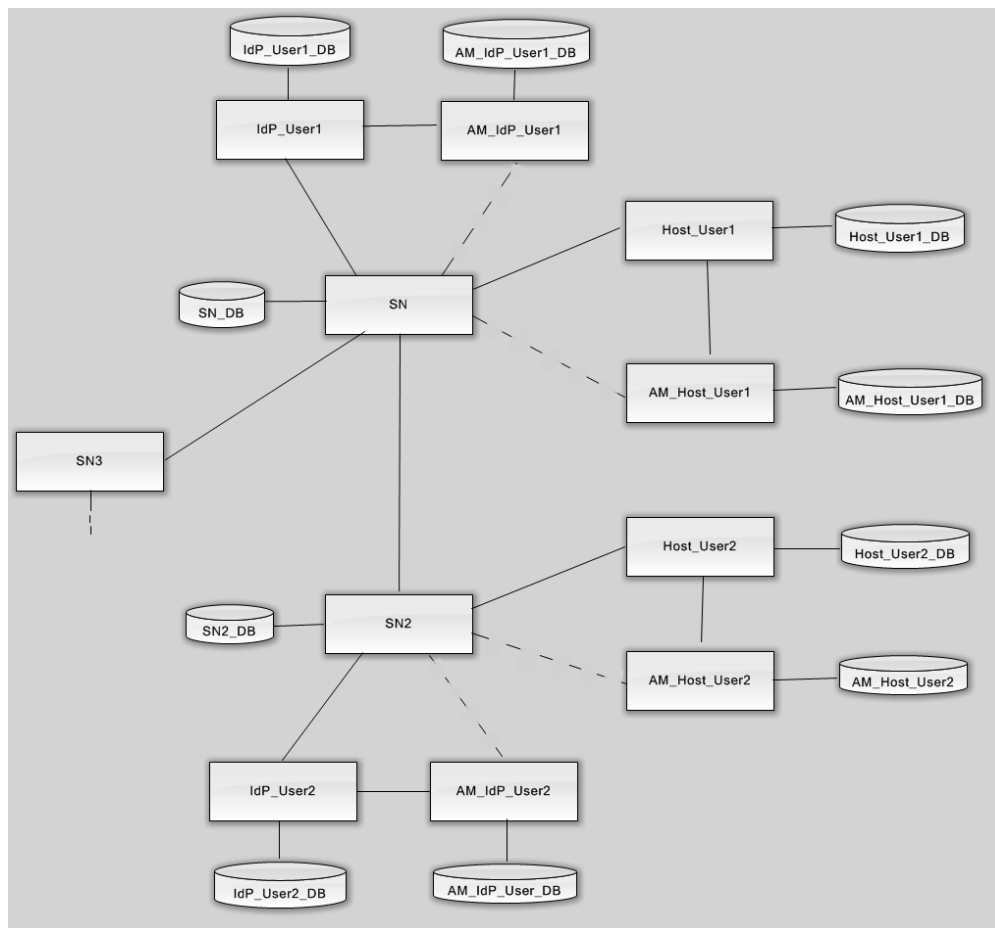 IdP_User1_DB
AM_IdP_User1_DB
IdP_User1
AM_IdP_User1
Host_User1
Host_User1_DB
SN
SN_DB
AM_Host_User1
AM_Host_User1_DB
SN3
Host_User2
Host_User2_DB
SN2
SN2_DB
AM_Host_User2
AM_Host_User2
IdP_User2
AM_IdP_User2
IdP_User2_DB
AM_IdP_User_DB